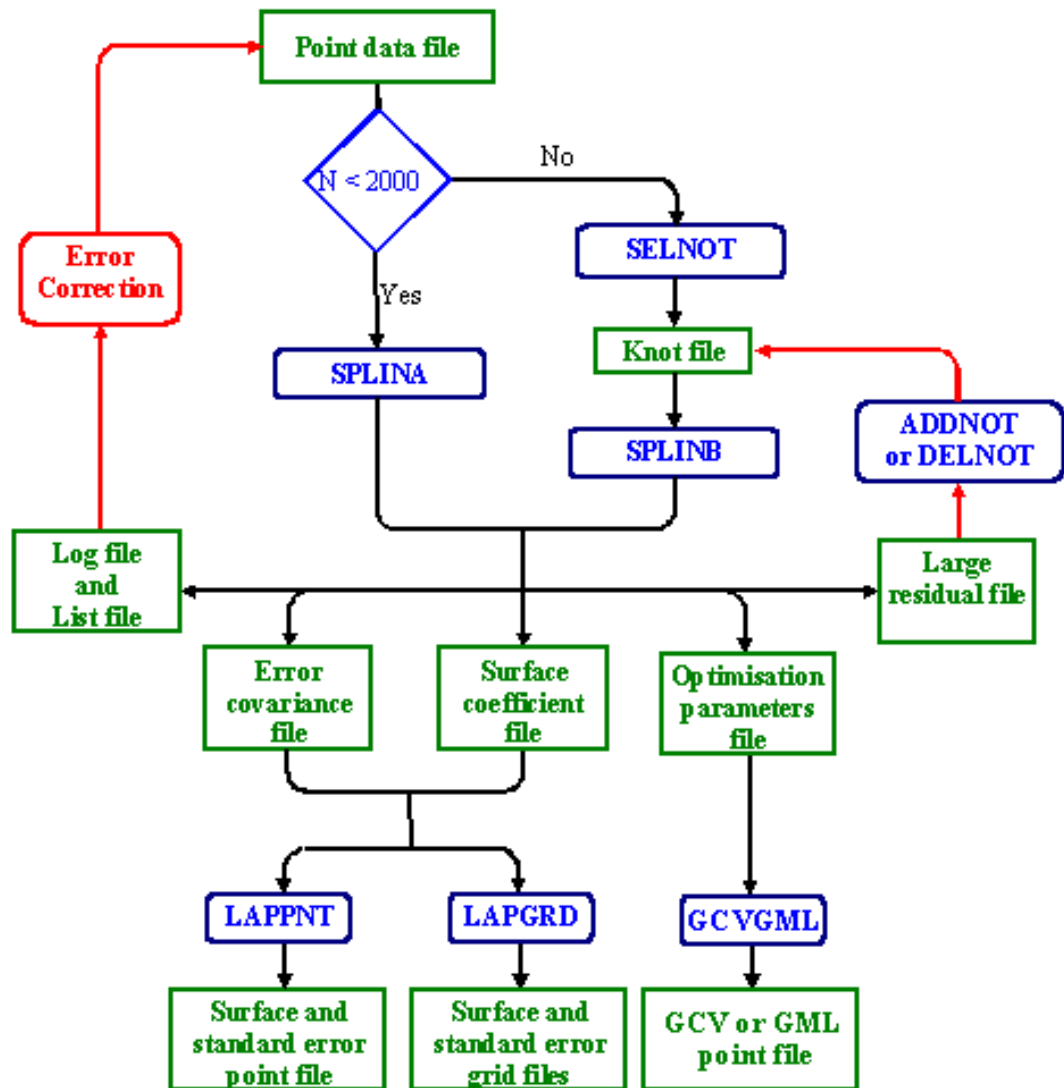 Point data file
No
N < 2000
SELNOT
Error
Correction
Yes
Knot file
SPLINA
ADDNOT
or DELNOT
SPLINB
Log file
and
List file
Large
residual file
Error
covariance
file
Surface
coefficient
file
Optimisation
parameters
file
LAPPNT
LAPGRD
GCVGML
Surface and
standard error
point file
Surface and
standard error
grid files
GCV or GML
point file